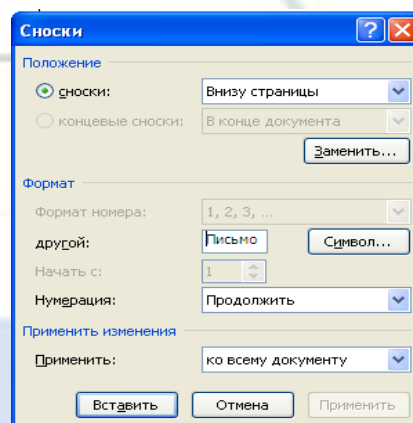 Сноски
Положение
сноски: Внизу страницы
концевые сноски: В конце документа
Заменить...
Формат
Формат номера: 1, 2, 3, ...
другой: Письмо Символ...
Начать с: 1
Нумерация: Продолжить
Применить изменения
Применить: ко всему документу
Вставить Отмена Применить